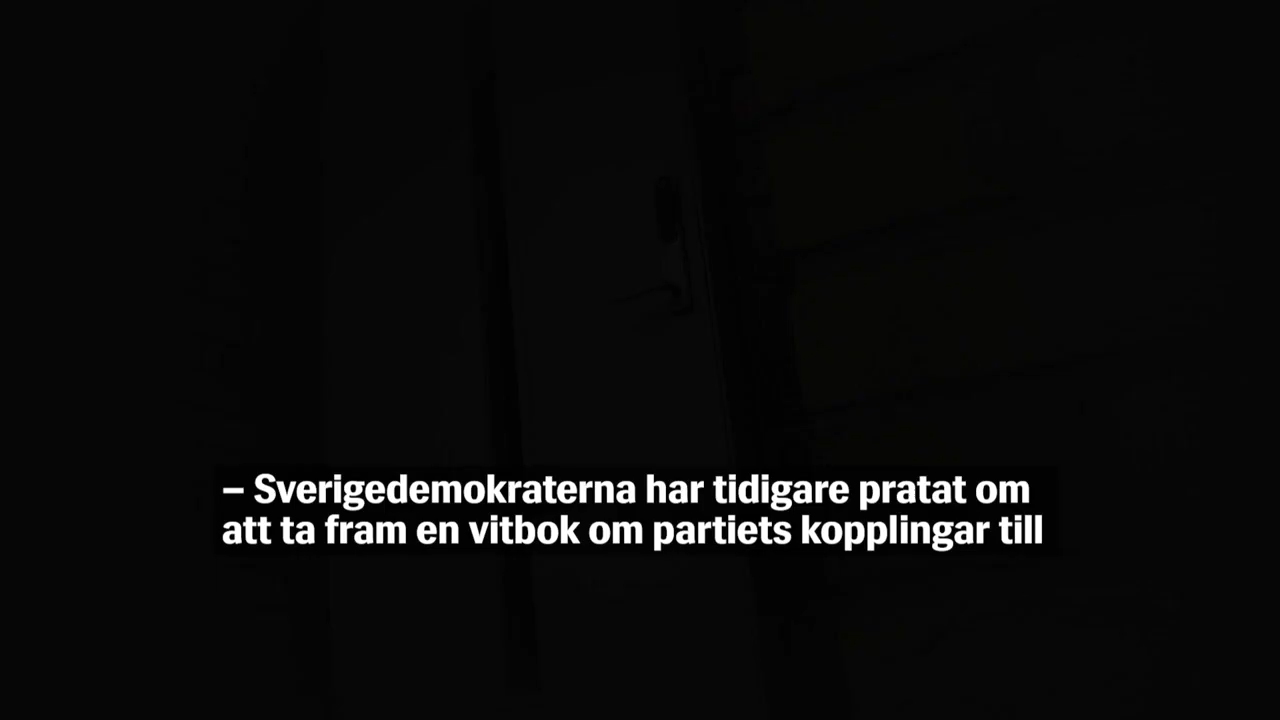 – Sverigedemokraterna har tidigare pratat om
att ta fram en vitbok om partiets kopplingar till